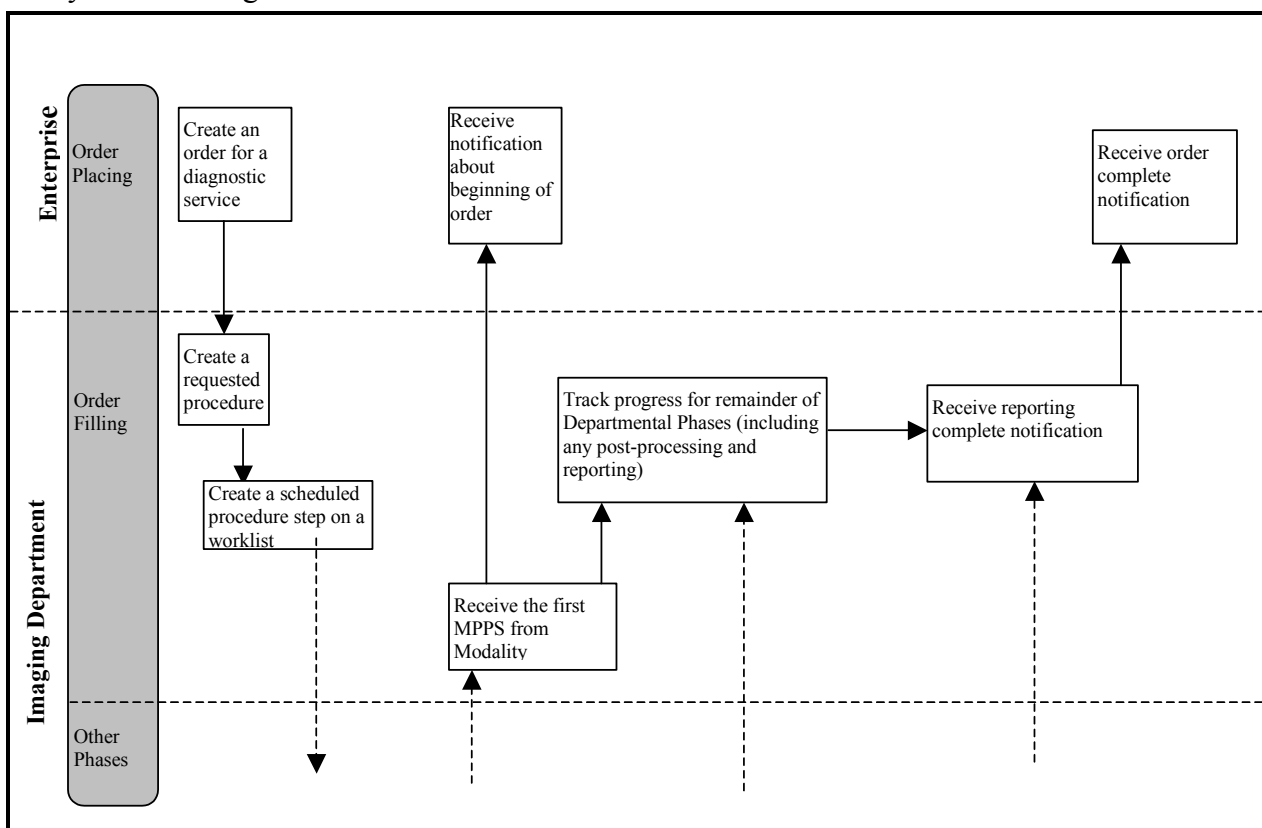 Enterprise
Imaging Department
Order
Placing
Order
Filling
Other
Phases
Create an
order for a
diagnostic
service
Receive
notification
about
beginning of
order
Receive order
complete
notification
Create a
requested
procedure
Create a scheduled
procedure step on a
worklist
Track progress for remainder of
Departmental Phases (including
any post-processing and
reporting)
Receive reporting
complete notification
Receive the first
MPPS from
Modality